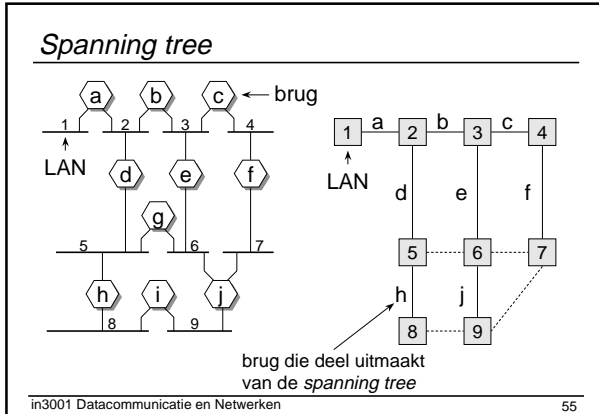 Spanning tree
a b c brug
1 2 3 4
LAN
d e f
g
5 6 7
h i j
8 9
a b c
1 2 3 4
LAN
d e f
5 6 7
h j
8 9
brug die deel uitmaakt
van de spanning tree
in3001 Datacommunicatie en Netwerken 55